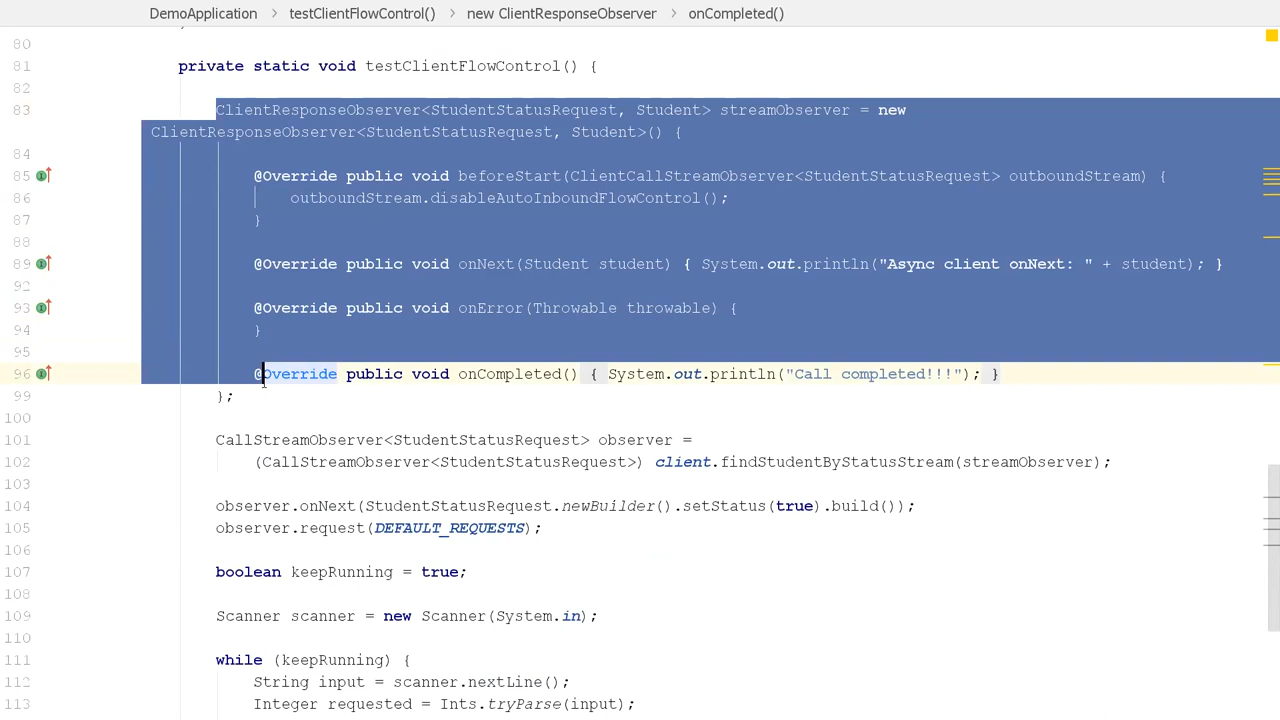 DemoApplication > testClientFlowControl() > new ClientResponseObserver > onCompleted()
80
81 private static void testClientFlowControl() {
82
83 ClientResponseObserver<StudentStatusRequest, Student> streamObserver = new
ClientResponseObserver<StudentStatusRequest, Student>() {
84
85 @Override public void beforeStart(ClientCallStreamObserver<StudentStatusRequest> outboundStream) {
86 outboundStream.disableAutoInboundFlowControl();
87 }
88
89 @Override public void onNext(Student student) { System.out.println("Async client onNext: " + student); }
92
93 @Override public void onError(Throwable throwable) {
94 }
95
96 @Override public void onCompleted() { System.out.println("Call completed!!!"); }
99 };
100
101 CallStreamObserver<StudentStatusRequest> observer =
102 (CallStreamObserver<StudentStatusRequest>) client.findStudentByStatusStream(streamObserver);
103
104 observer.onNext(StudentStatusRequest.newBuilder().setStatus(true).build());
105 observer.request(DEFAULT_REQUESTS);
106
107 boolean keepRunning = true;
108
109 Scanner scanner = new Scanner(System.in);
110
111 while (keepRunning) {
112 String input = scanner.nextLine();
113 Integer requested = Ints.tryParse(input);